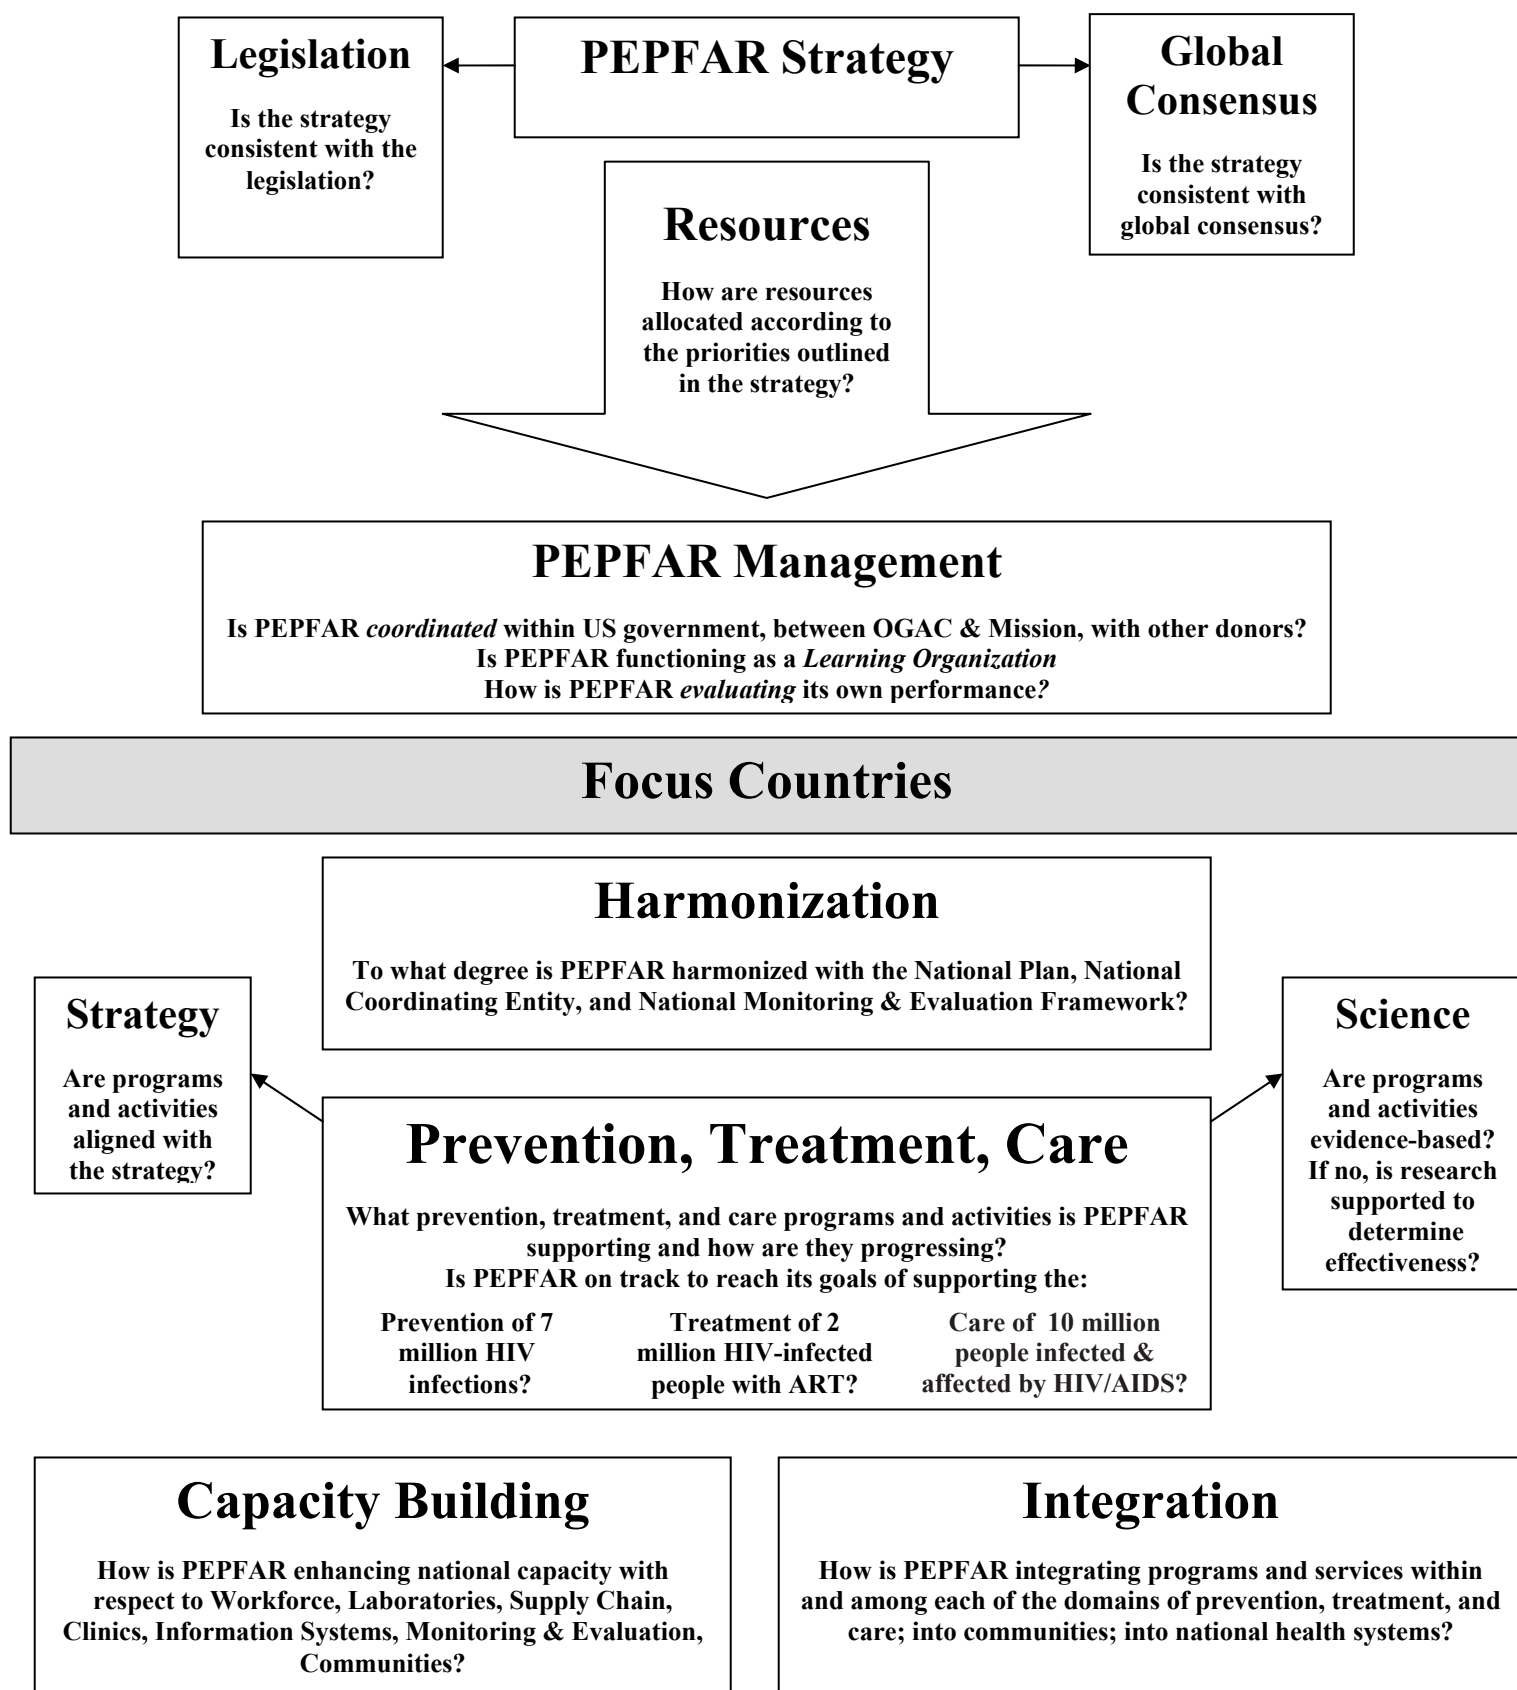 Legislation
Is the strategy
consistent with the
legislation?
PEPFAR Strategy
Global
Consensus
Is the strategy
consistent with
global consensus?
Resources
How are resources
allocated according to
the priorities outlined
in the strategy?
PEPFAR Management
Is PEPFAR coordinated within US government, between OGAC & Mission, with other donors?
Is PEPFAR functioning as a Learning Organization
How is PEPFAR evaluating its own performance?
Focus Countries
Harmonization
To what degree is PEPFAR harmonized with the National Plan, National
Coordinating Entity, and National Monitoring & Evaluation Framework?
Strategy
Are programs
and activities
aligned with
the strategy?
Science
Are programs
and activities
evidence-based?
If no, is research
supported to
determine
effectiveness?
Prevention, Treatment, Care
What prevention, treatment, and care programs and activities is PEPFAR
supporting and how are they progressing?
Is PEPFAR on track to reach its goals of supporting the:
Prevention of 7
million HIV
infections?
Treatment of 2
million HIV-infected
people with ART?
Care of 10 million
people infected &
affected by HIV/AIDS?
Capacity Building
How is PEPFAR enhancing national capacity with
respect to Workforce, Laboratories, Supply Chain,
Clinics, Information Systems, Monitoring & Evaluation,
Communities?
Integration
How is PEPFAR integrating programs and services within
and among each of the domains of prevention, treatment, and
care; into communities; into national health systems?